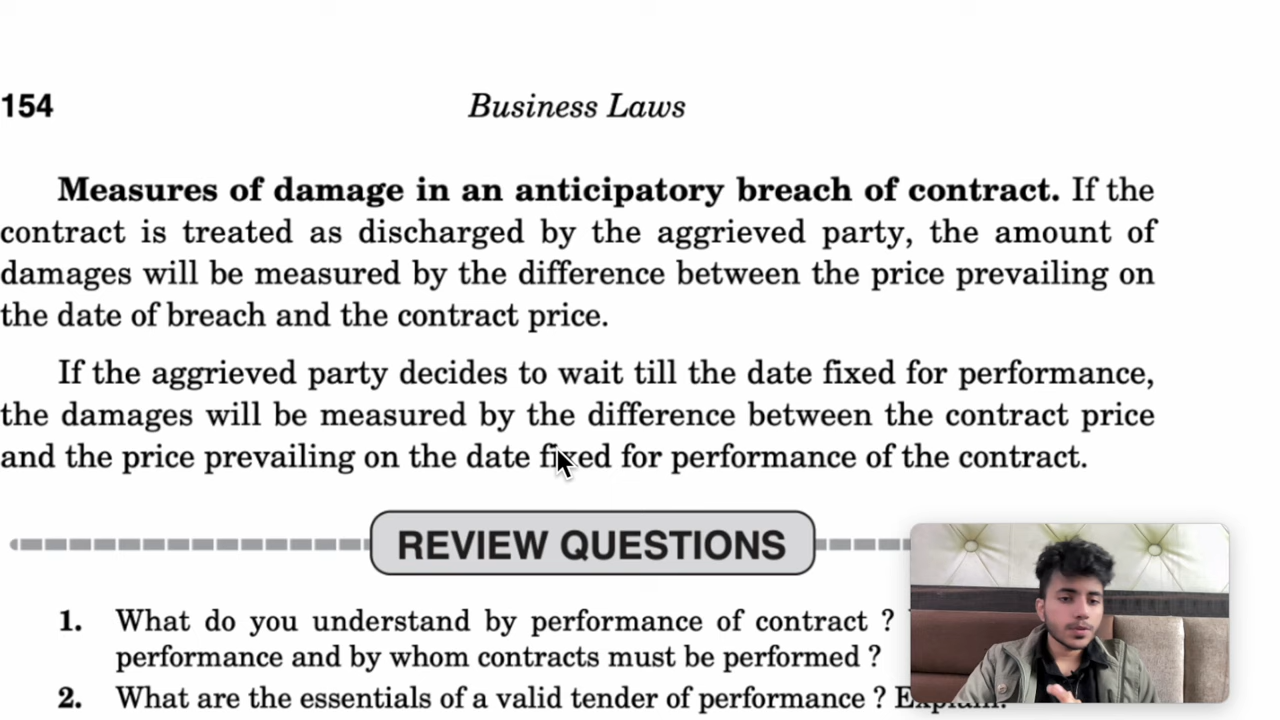 154
Business Laws
Measures of damage in an anticipatory breach of contract. If the
contract is treated as discharged by the aggrieved party, the amount of
damages will be measured by the difference between the price prevailing on
the date of breach and the contract price.
If the aggrieved party decides to wait till the date fixed for performance,
the damages will be measured by the difference between the contract price
and the price prevailing on the date fixed for performance of the contract.
REVIEW QUESTIONS
1. What do you understand by performance of contract ?
performance and by whom contracts must be performed ?
2. What are the essentials of a valid tender of performance ? Explain.